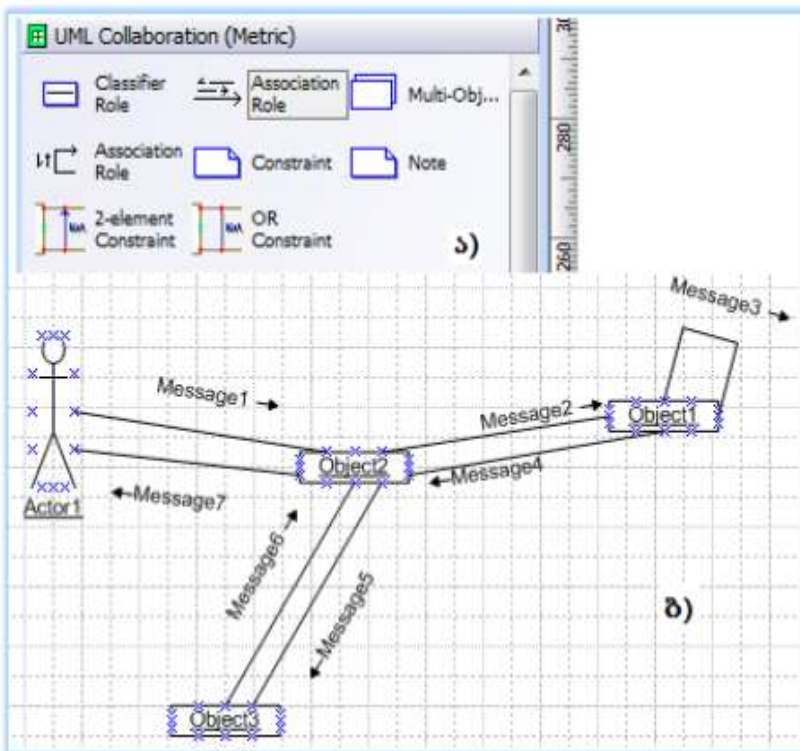 UML Collaboration (Metric)
Classifier
Role
Association
Role
Multi-Obj...
Association
Role
Constraint
Note
2-element
Constraint
OR
Constraint
ა)
280
260
Message3
Message1
Message2
Object1
Object2
Message4
Message7
Actor1
Message6
Message5
ბ)
Object3